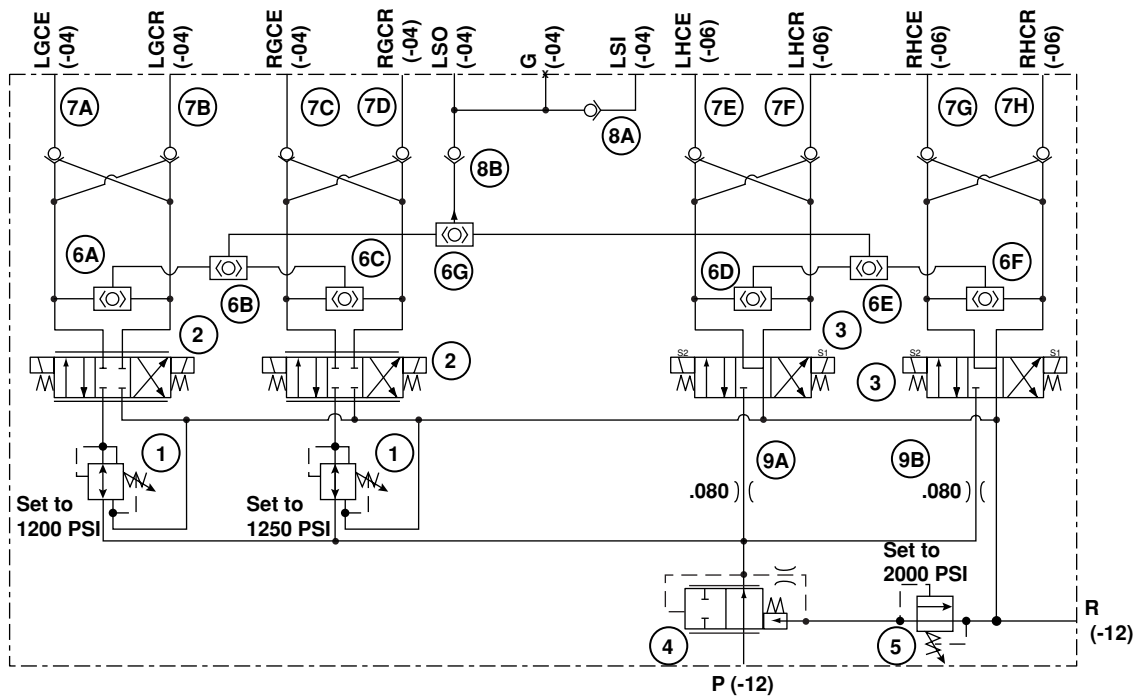 LGCE
(-04)
LGCR
(-04)
RGCE
(-04)
RGCR
(-04)
LSO
(-04)
G
(-04)
LSI
(-04)
LHCE
(-06)
LHCR
(-06)
RHCE
(-06)
RHCR
(-06)
7A
7B
7C
7D
8A
8B
7E
7F
7G
7H
6A
6B
6C
6G
6D
6E
6F
2
2
3
3
S2
S1
S2
S1
1
1
9A
9B
Set to
1200 PSI
Set to
1250 PSI
.080
.080
Set to
2000 PSI
4
5
R
(-12)
P (-12)